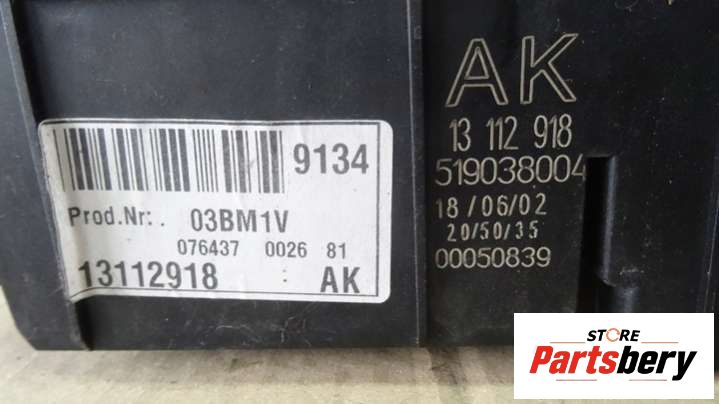 9134
Prod.Nr: . 03BM1V
076437 0026 81
13112918 AK
AK
13 112 918
519038004
18/06/02
20/50/35
00050839
STORE
Partsbery